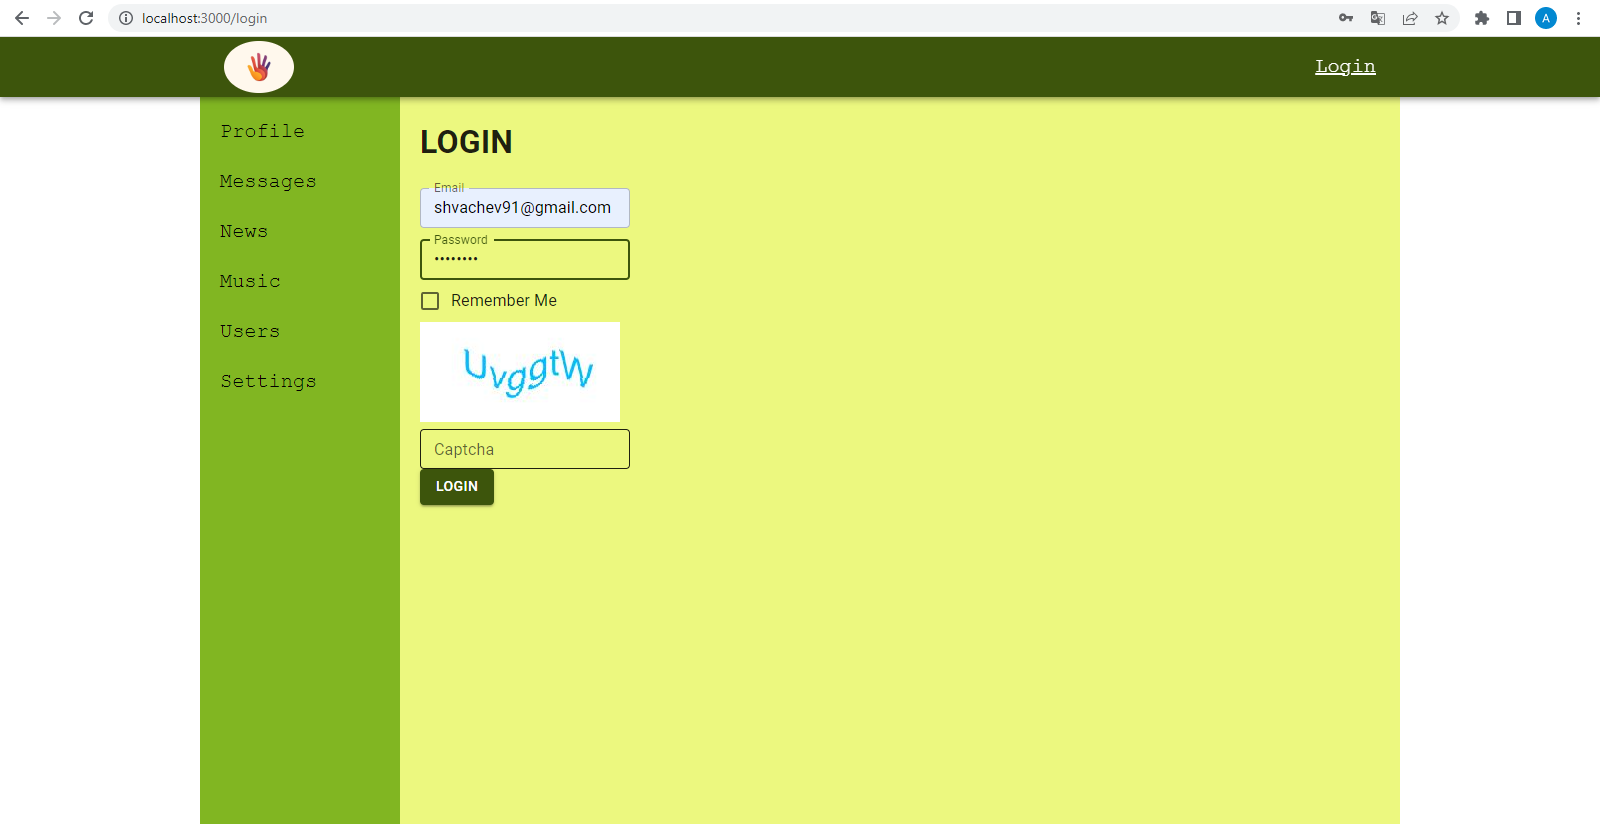 localhost:3000/login
A
Login
Profile
Messages
News
Music
Users
Settings
LOGIN
Email
shvachev91@gmail.com
Password
••••••••
Remember Me
UvggtW
Captcha
LOGIN